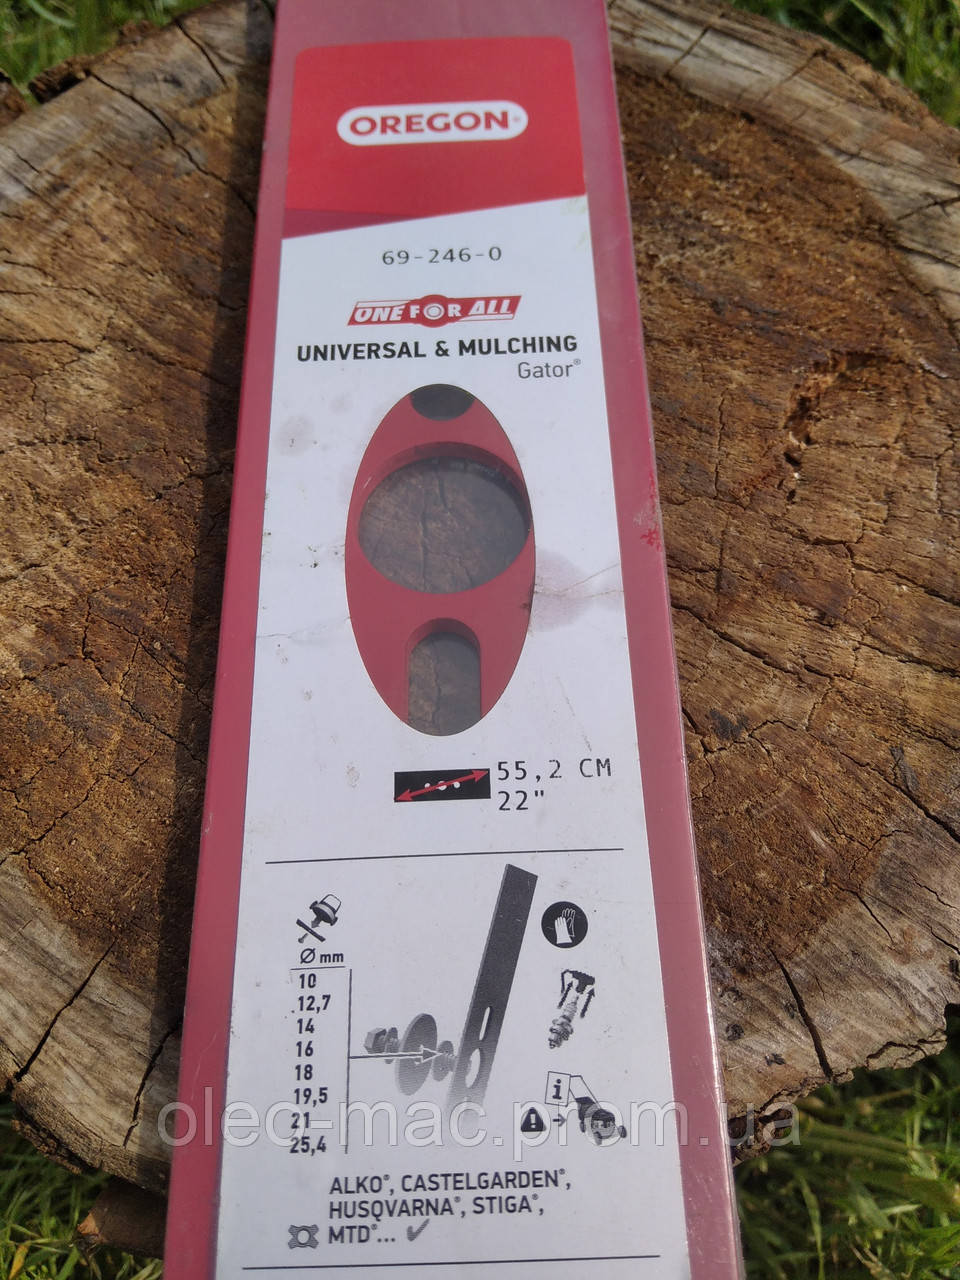 OREGON®
69-246-0
ONE FOR ALL
UNIVERSAL & MULCHING
Gator®
55,2 CM
22"
Ø mm
10
12,7
14
16
18
19,5
21
25,4
i
olec-mac.prom.ua
ALKO®, CASTELGARDEN®,
HUSQVARNA®, STIGA®,
MTD®... ✓